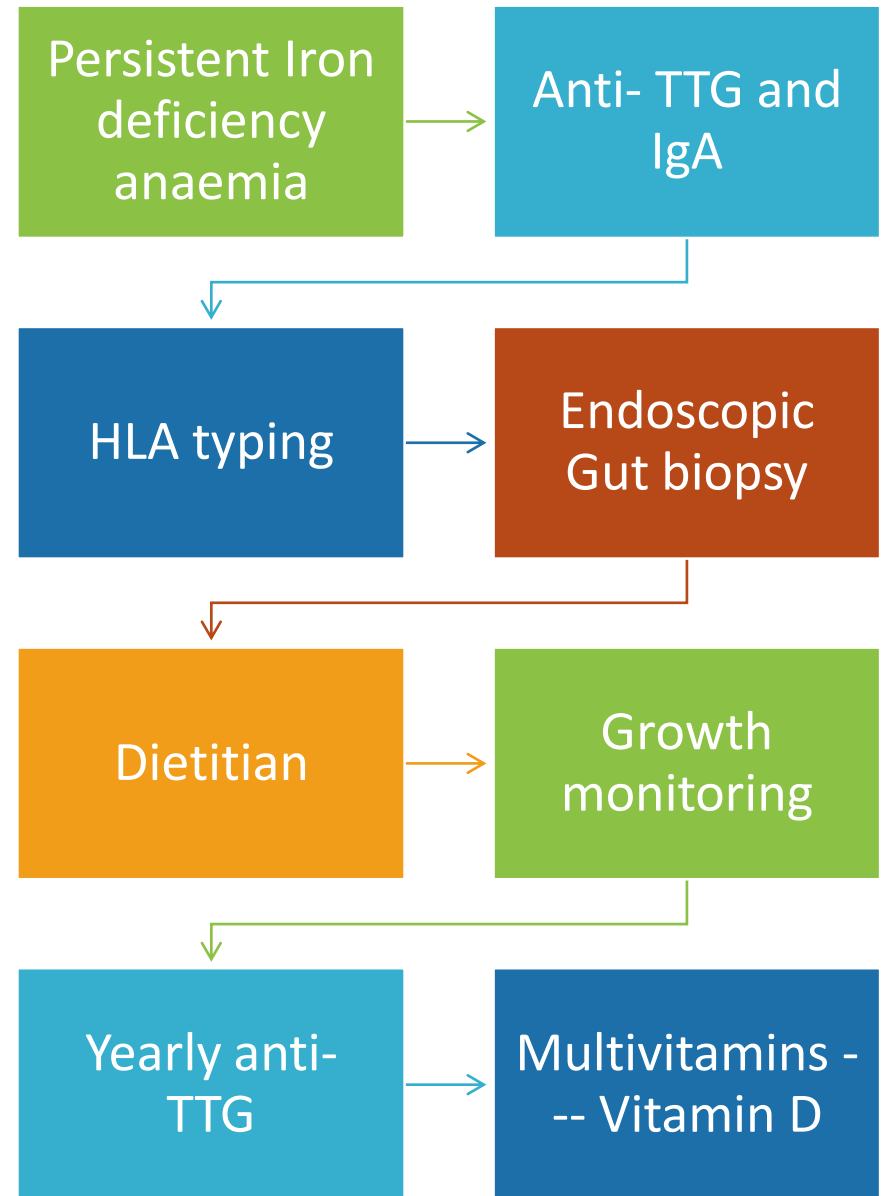 Persistent Iron
deficiency
anaemia
Anti- TTG and
IgA
HLA typing
Endoscopic
Gut biopsy
Dietitian
Growth
monitoring
Yearly anti-
TTG
Multivitamins -
-- Vitamin D